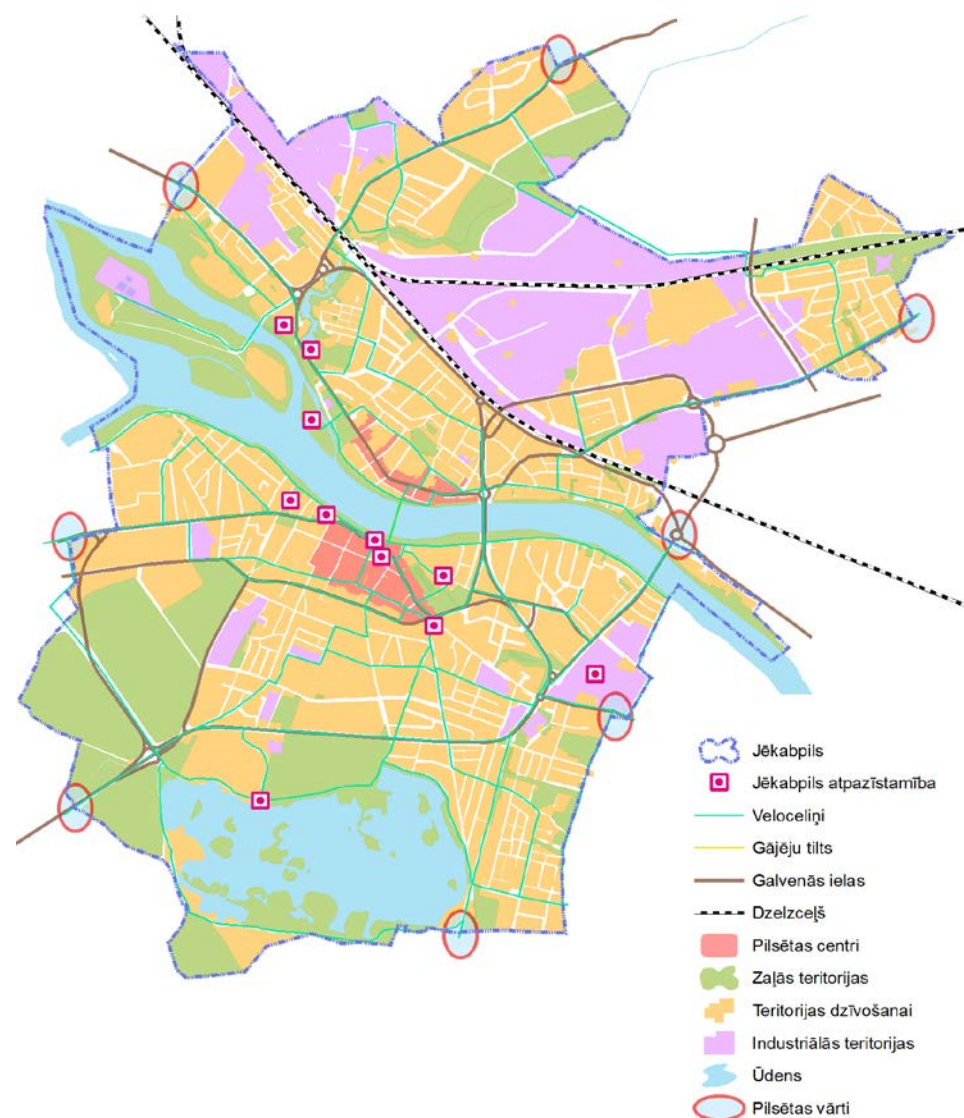 Jēkabpils
Jēkabpils atpazīstamība
Veloceliņi
Gājēju tilts
Galvenās ielas
Dzelzceļš
Pilsētas centri
Zaļās teritorijas
Teritorijas dzīvošanai
Industriālās teritorijas
Ūdens
Pilsētas vārti